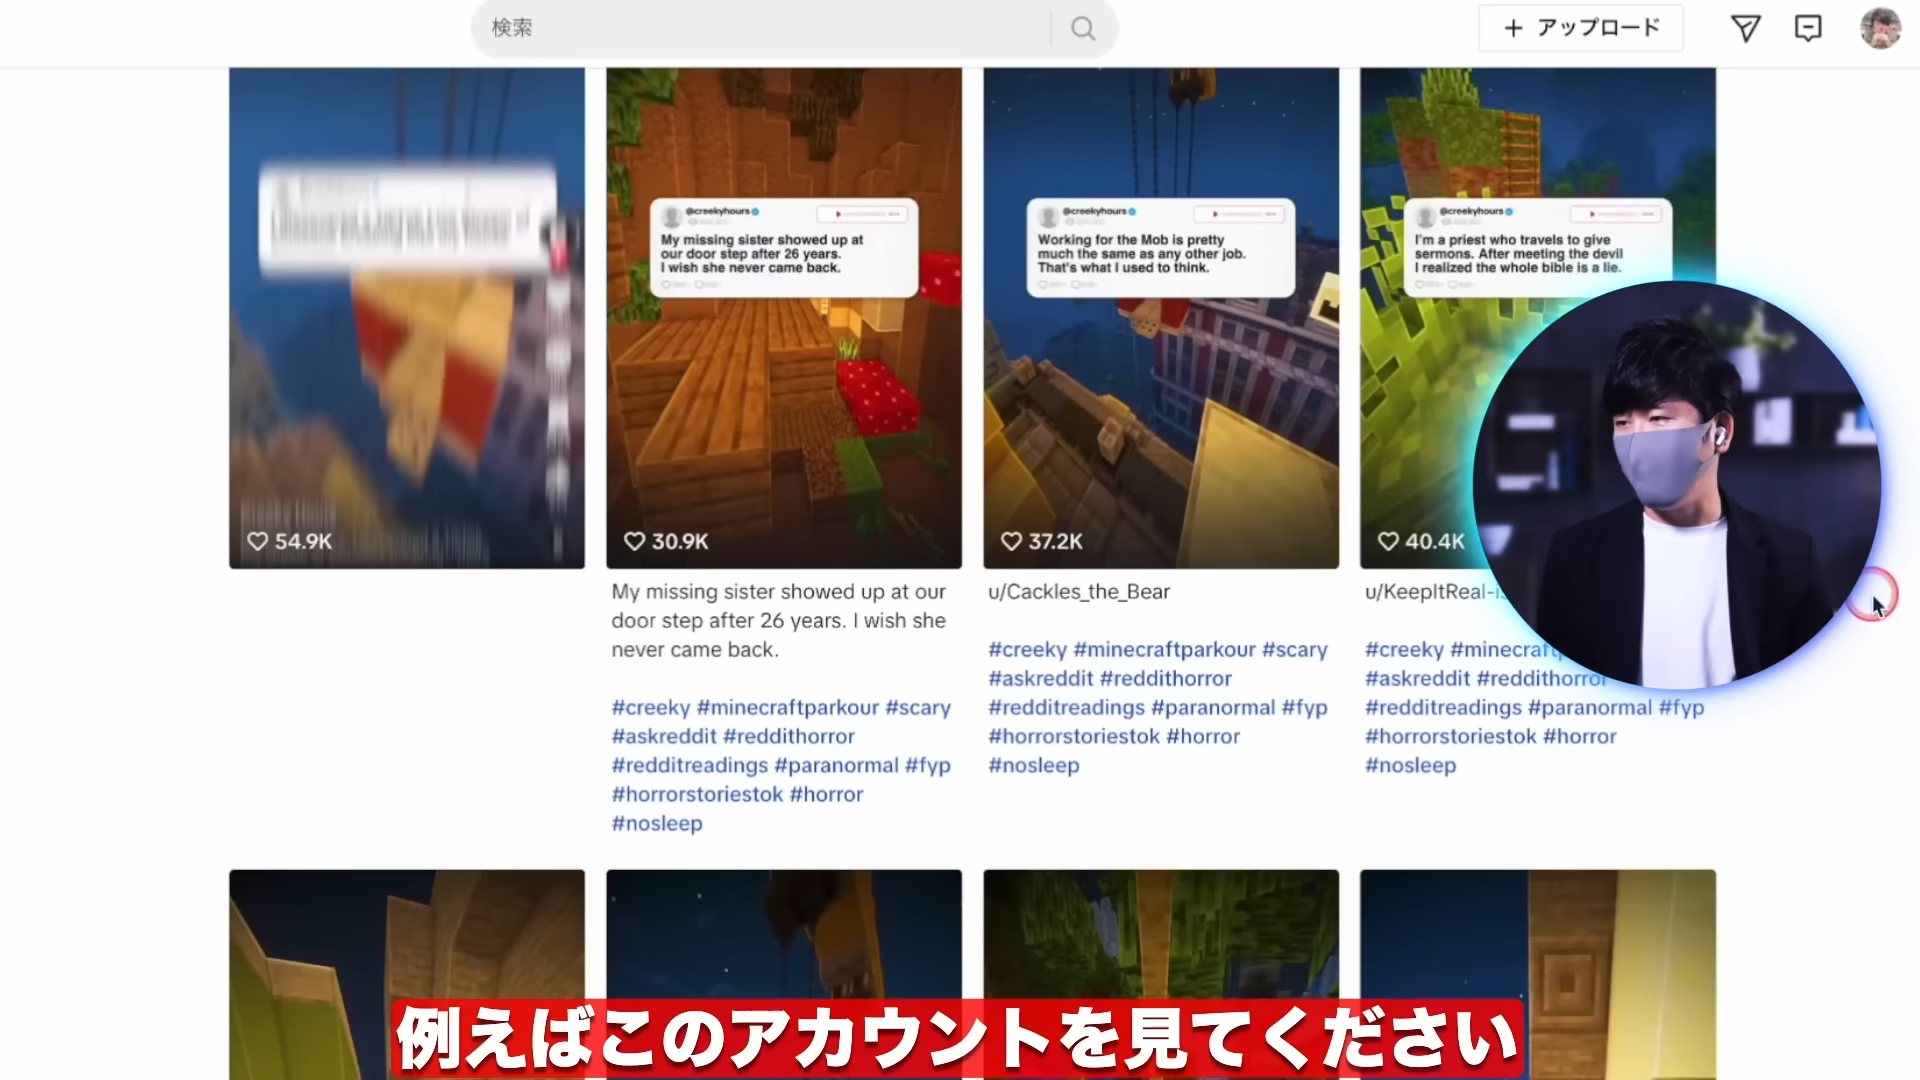 検索
+ アップロード
@creekyhours
My missing sister showed up at
our door step after 26 years.
I wish she never came back.
@creekyhours
Working for the Mob is pretty
much the same as any other job.
That's what I used to think.
@creekyhours
I'm a priest who travels to give
sermons. After meeting the devil
I realized the whole bible is a lie.
54.9K
30.9K
37.2K
40.4K
My missing sister showed up at our
door step after 26 years. I wish she
never came back.
#creeky #minecraftparkour #scary
#askreddit #reddithorror
#redditreadings #paranormal #fyp
#horrorstoriestok #horror
#nosleep
u/Cackles_the_Bear
#creeky #minecraftparkour #scary
#askreddit #reddithorror
#redditreadings #paranormal #fyp
#horrorstoriestok #horror
#nosleep
u/KeepItReal-is
#creeky #minecraftp
#askreddit #reddithorror
#redditreadings #paranormal #fyp
#horrorstoriestok #horror
#nosleep
例えばこのアカウントを見てください